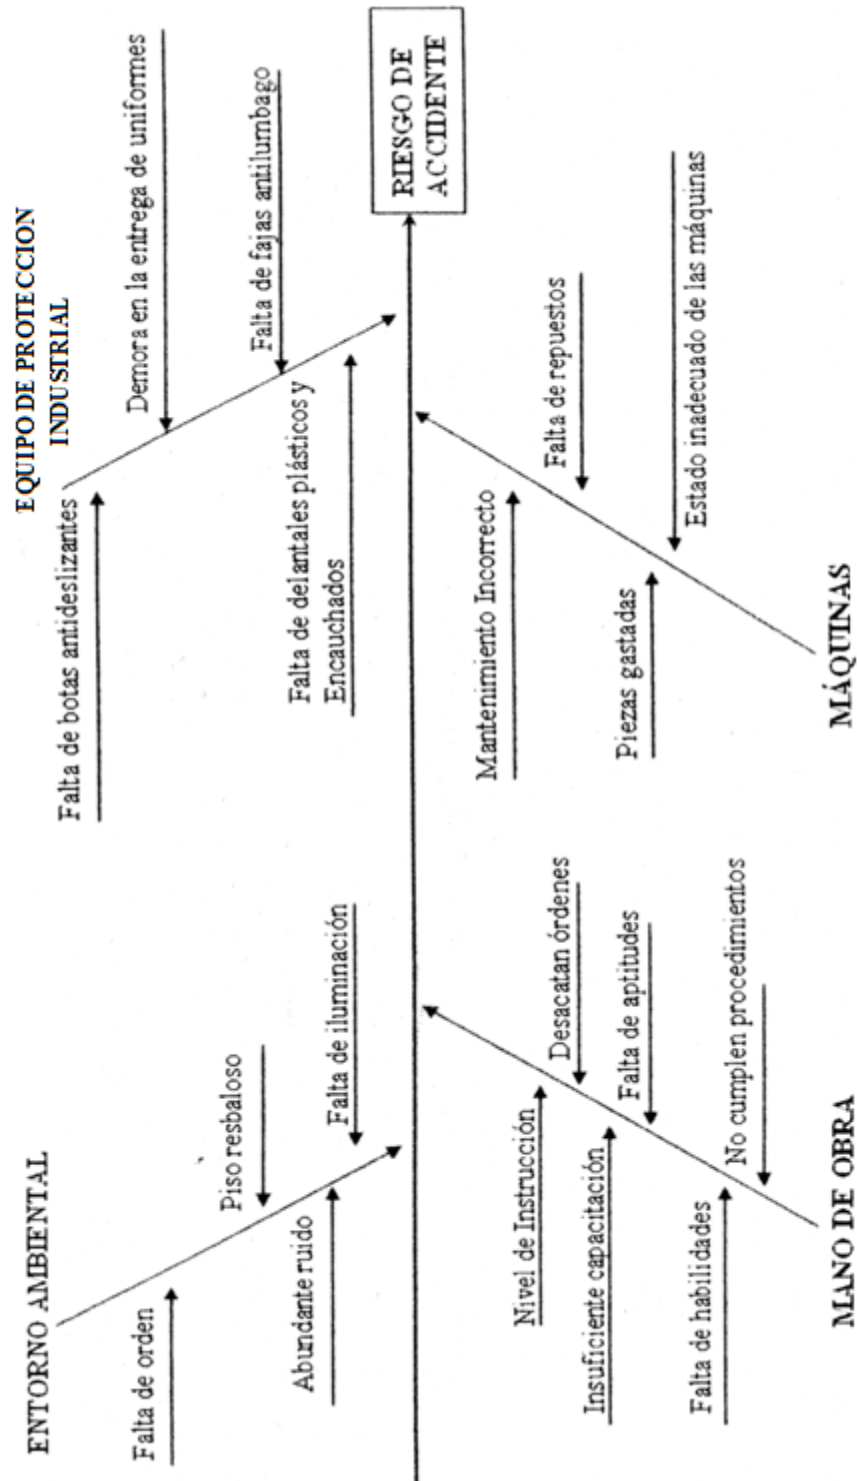 ENTORNO AMBIENTAL
Falta de orden
Piso resbaloso
Abundante ruido
Falta de iluminación
EQUIPO DE PROTECCION
INDUSTRIAL
Falta de botas antideslizantes
Demora en la entrega de uniformes
Falta de fajas antilumbago
Falta de delantales plásticos y
Encauchados
RIESGO DE
ACCIDENTE
Nivel de Instrucción
Desacatan órdenes
Insuficiente capacitación
Falta de aptitudes
Falta de habilidades
No cumplen procedimientos
MANO DE OBRA
Mantenimiento Incorrecto
Falta de repuestos
Piezas gastadas
Estado inadecuado de las máquinas
MÁQUINAS